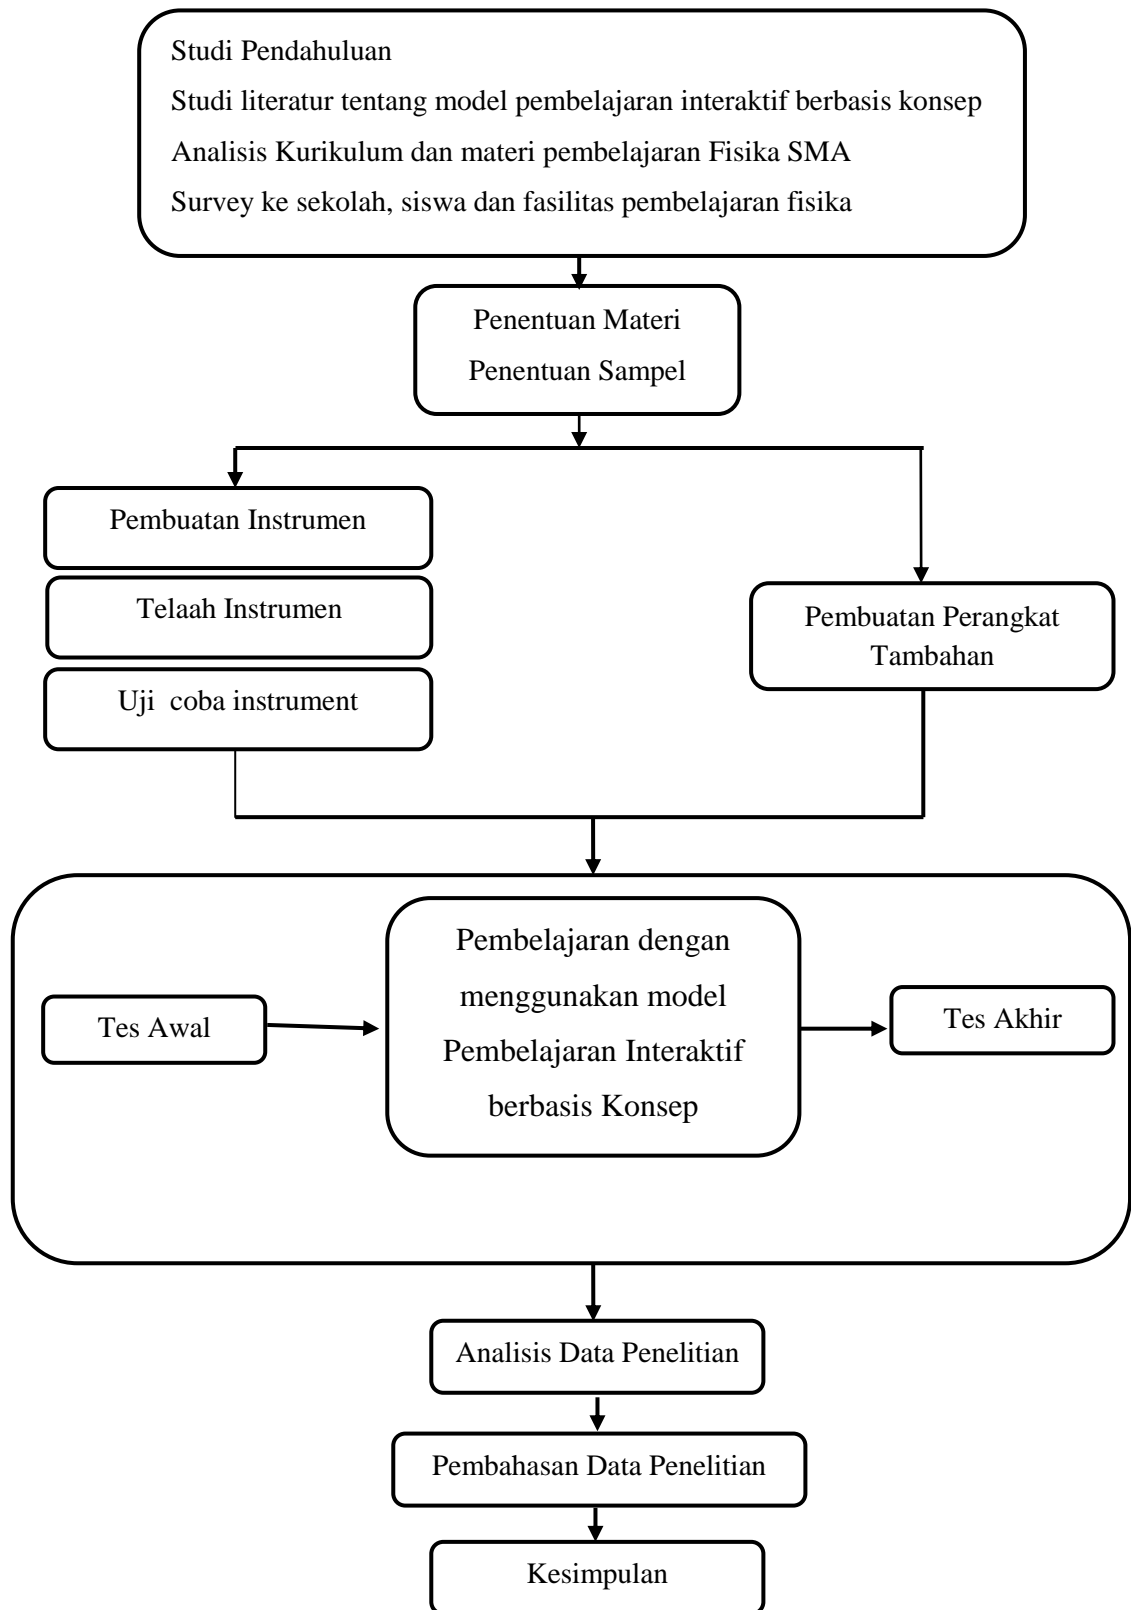 Studi Pendahuluan
Studi literatur tentang model pembelajaran interaktif berbasis konsep
Analisis Kurikulum dan materi pembelajaran Fisika SMA
Survey ke sekolah, siswa dan fasilitas pembelajaran fisika
Penentuan Materi
Penentuan Sampel
Pembuatan Instrumen
Telaah Instrumen
Uji  coba instrument
Pembuatan Perangkat
Tambahan
Tes Awal
Pembelajaran dengan
menggunakan model
Pembelajaran Interaktif
berbasis Konsep
Tes Akhir
Analisis Data Penelitian
Pembahasan Data Penelitian
Kesimpulan